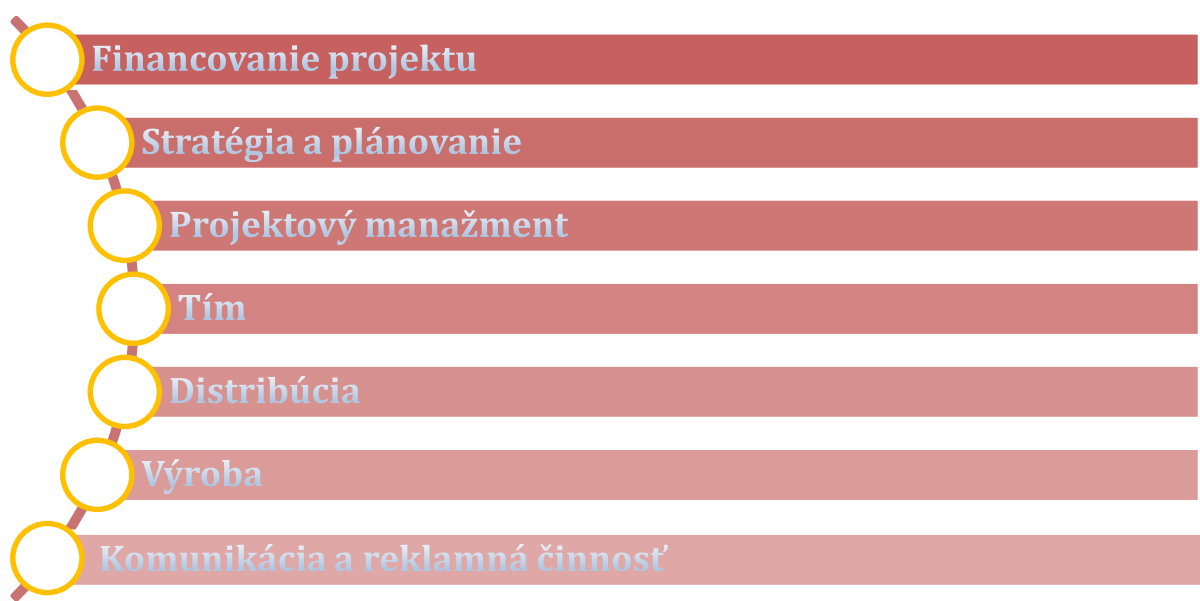 Financovanie projektu
Stratégia a plánovanie
Projektový manažment
Tím
Distribúcia
Výroba
Komunikácia a reklamná činnosť